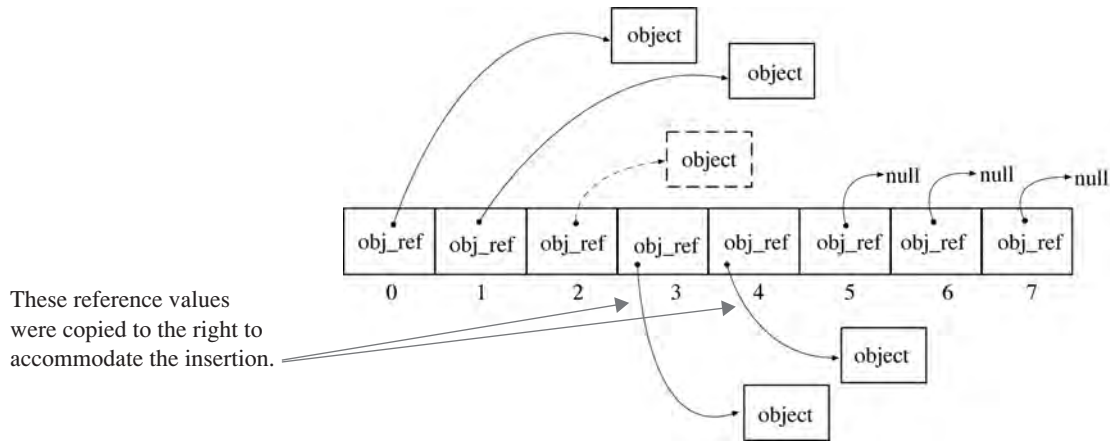 object
object
object
null
null
null
obj_ref
obj_ref
obj_ref
obj_ref
obj_ref
obj_ref
obj_ref
obj_ref
0
1
2
3
4
5
6
7
These reference values
were copied to the right to
accommodate the insertion.
object
object